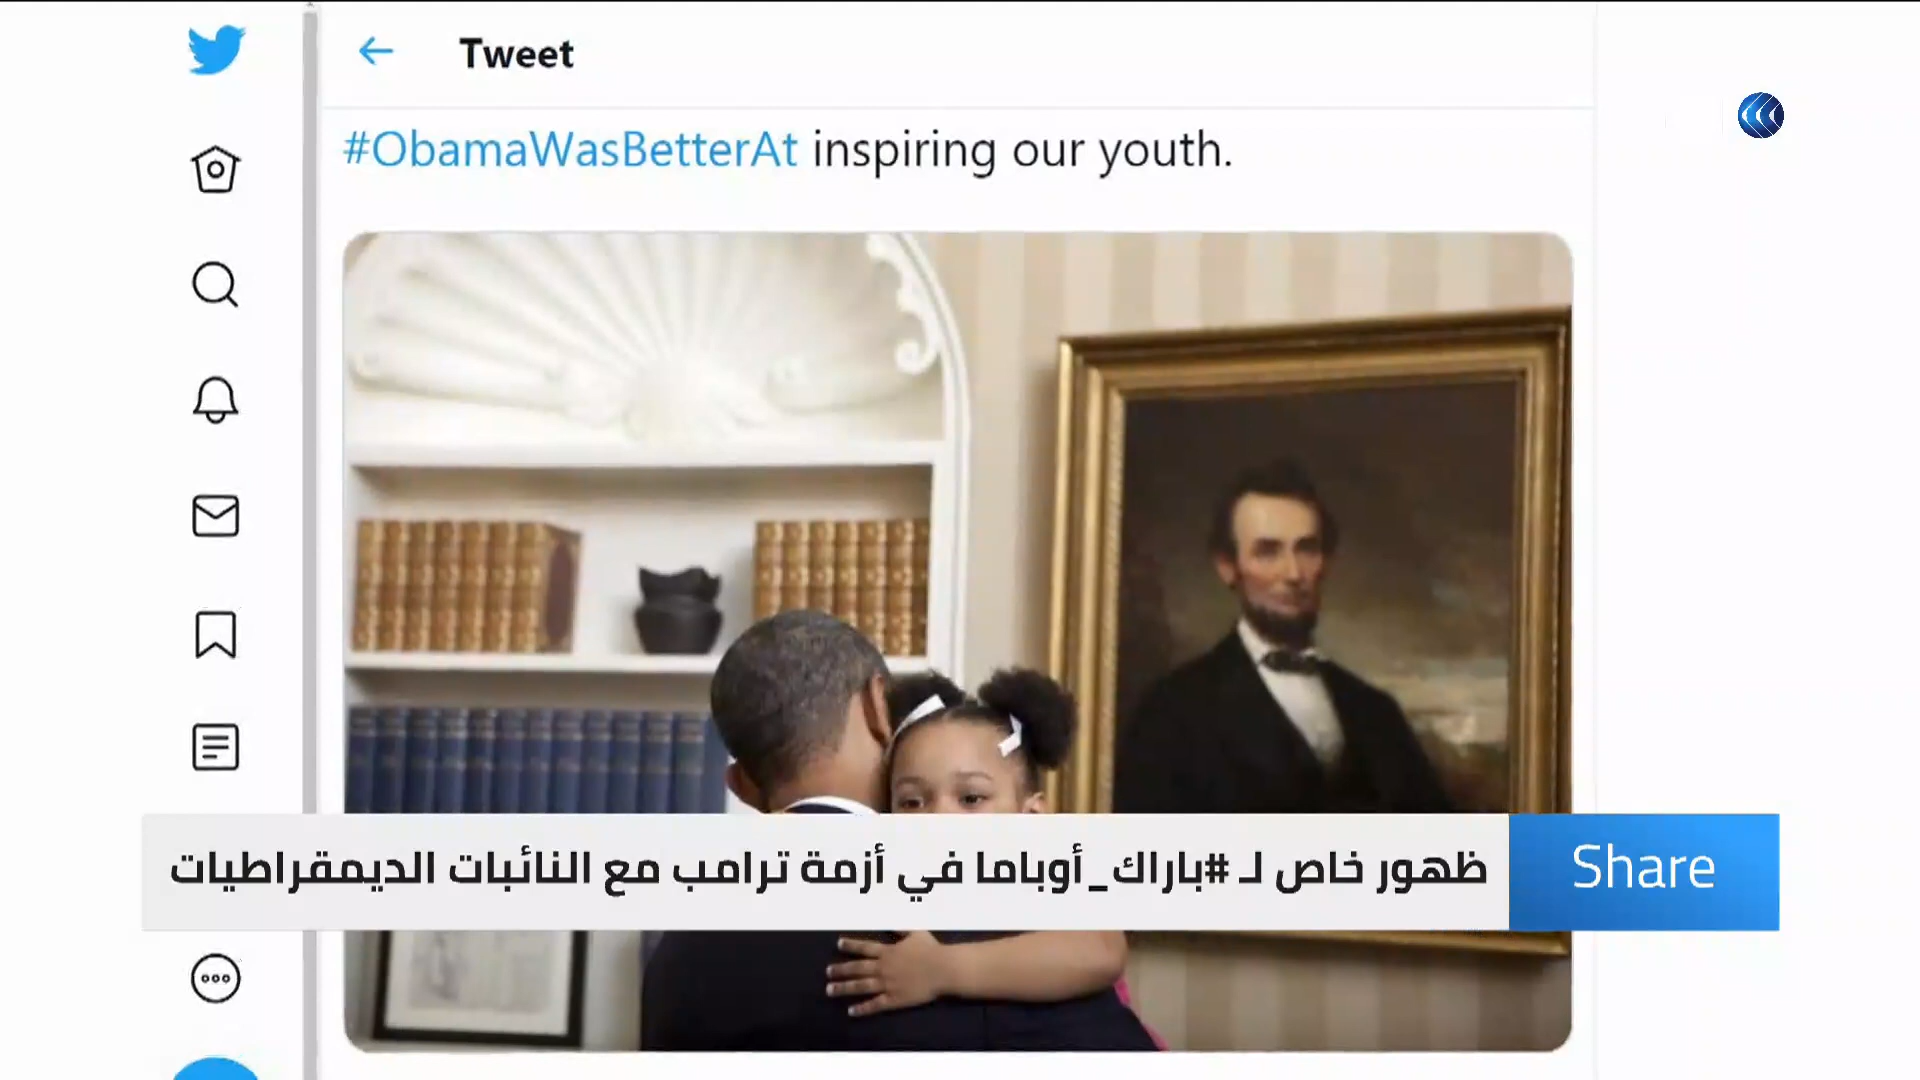 Tweet
#ObamaWasBetterAt inspiring our youth.
ظهور خاص لـ #باراك_أوباما في أزمة ترامب مع النائبات الديمقراطيات
Share